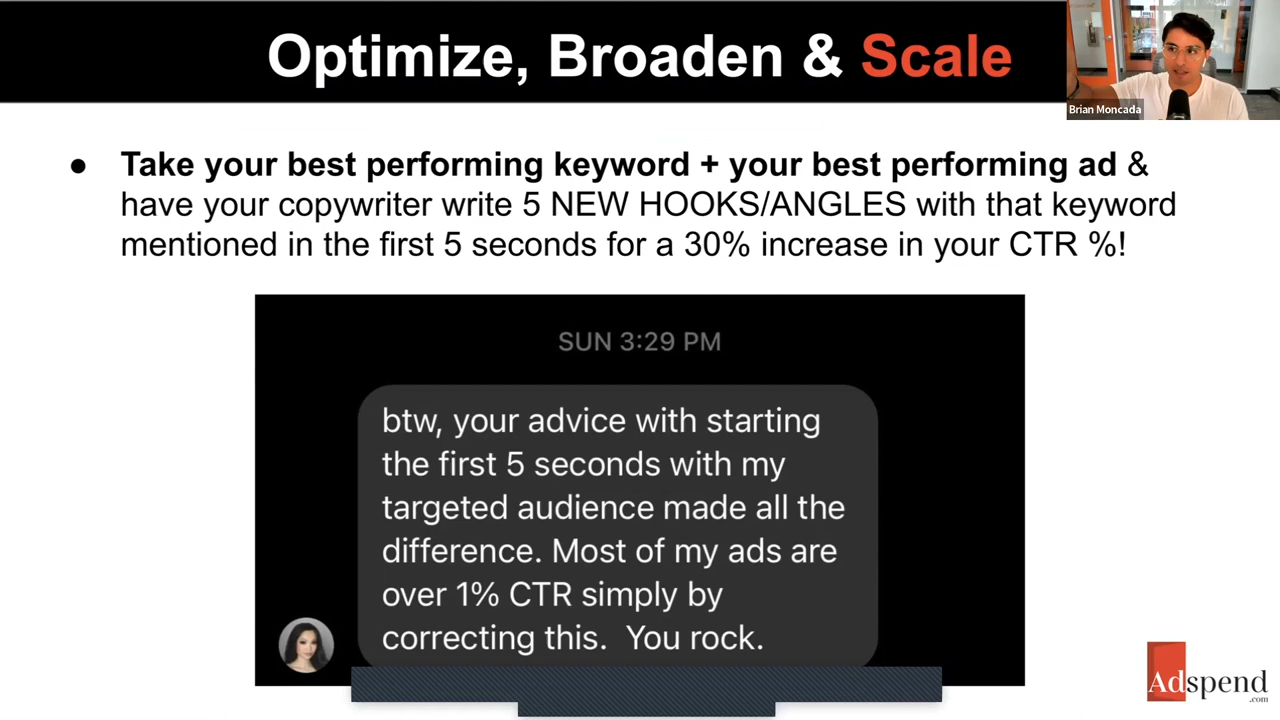 Optimize, Broaden & Scale
Brian Moncada
● Take your best performing keyword + your best performing ad &
have your copywriter write 5 NEW HOOKS/ANGLES with that keyword
mentioned in the first 5 seconds for a 30% increase in your CTR %!
SUN 3:29 PM
btw, your advice with starting
the first 5 seconds with my
targeted audience made all the
difference. Most of my ads are
over 1% CTR simply by
correcting this.  You rock.
Adspend
.com